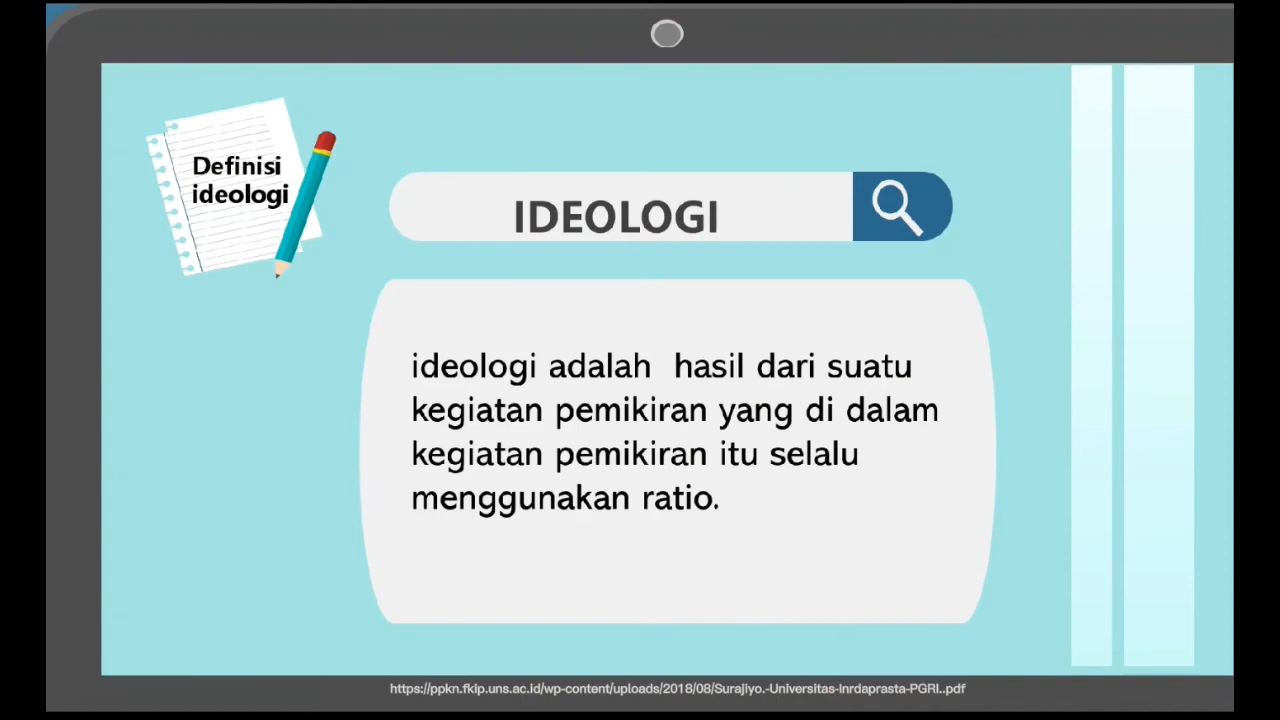 Definisi
ideologi
IDEOLOGI
ideologi adalah  hasil dari suatu
kegiatan pemikiran yang di dalam
kegiatan pemikiran itu selalu
menggunakan ratio.
https://ppkn.fkip.uns.ac.id/wp-content/uploads/2018/08/Surajiyo.-Universitas-Inrdaprasta-PGRI..pdf